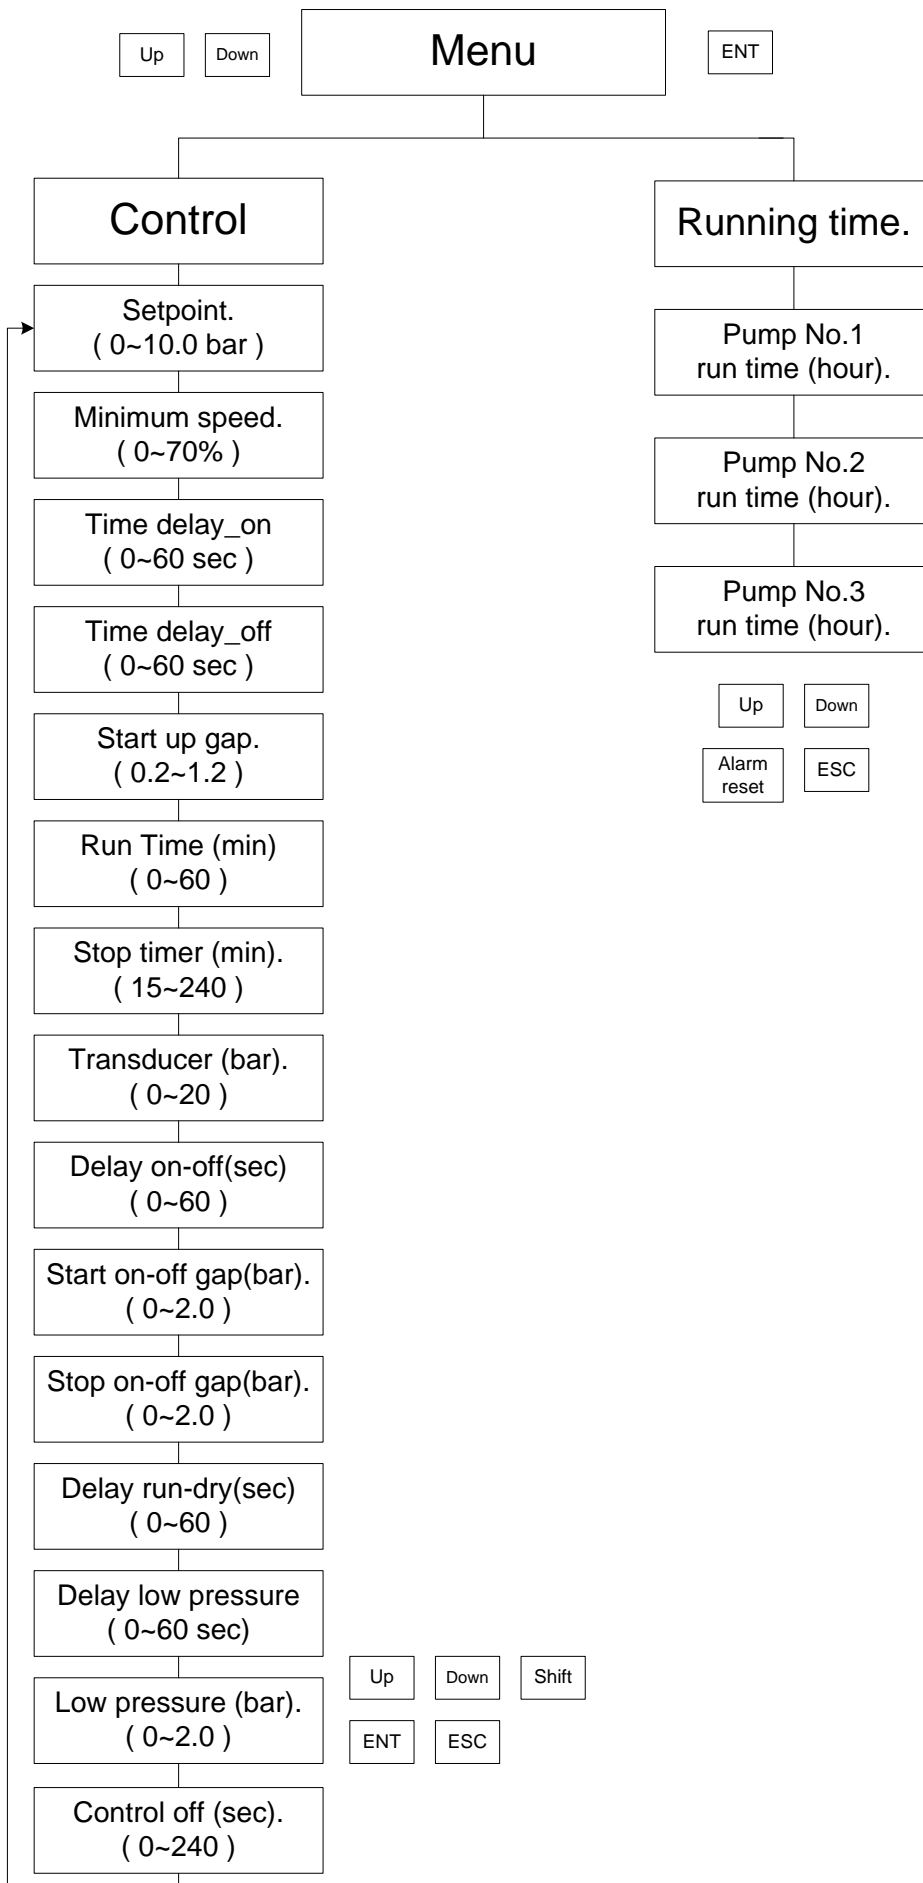 Up
Down
Menu
ENT
Control
Setpoint.
( 0~10.0 bar )
Minimum speed.
( 0~70% )
Time delay_on
( 0~60 sec )
Time delay_off
( 0~60 sec )
Start up gap.
( 0.2~1.2 )
Run Time (min)
( 0~60 )
Stop timer (min).
( 15~240 )
Transducer (bar).
( 0~20 )
Delay on-off(sec)
( 0~60 )
Start on-off gap(bar).
( 0~2.0 )
Stop on-off gap(bar).
( 0~2.0 )
Delay run-dry(sec)
( 0~60 )
Delay low pressure
( 0~60 sec)
Low pressure (bar).
( 0~2.0 )
Control off (sec).
( 0~240 )
Up
Down
Shift
ENT
ESC
Running time.
Pump No.1
run time (hour).
Pump No.2
run time (hour).
Pump No.3
run time (hour).
Up
Down
Alarm
reset
ESC